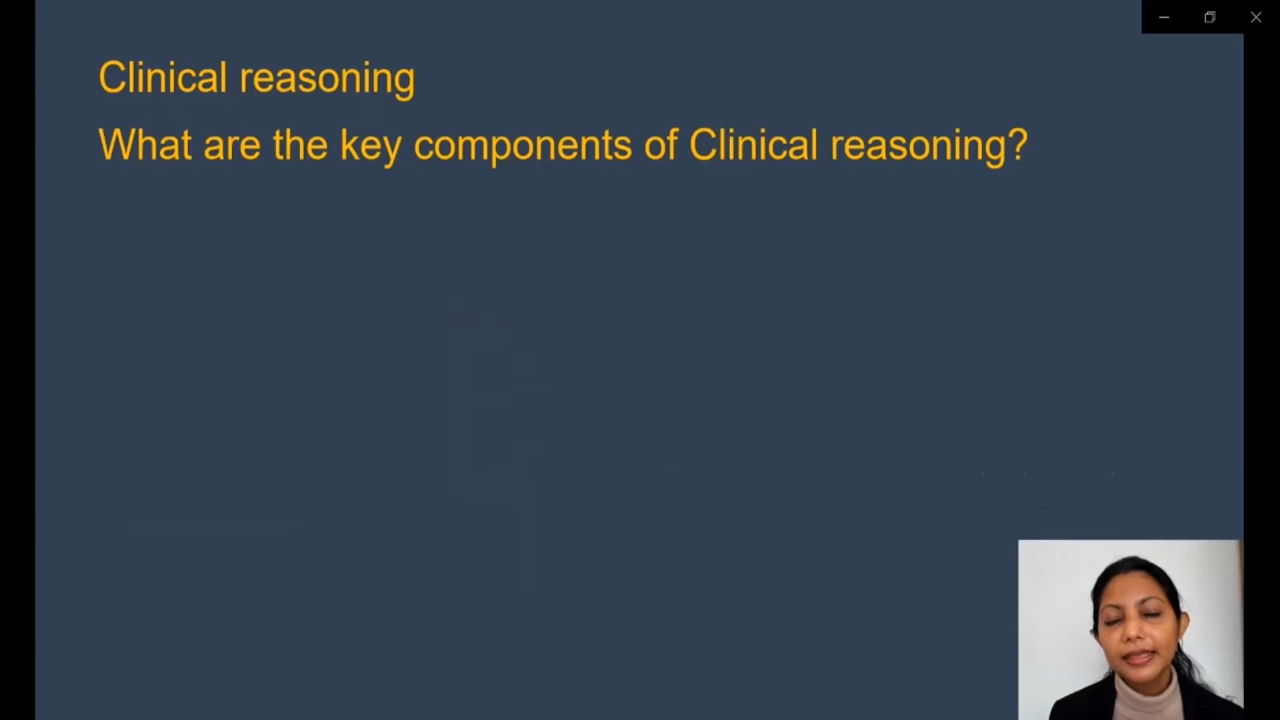 Clinical reasoning
What are the key components of Clinical reasoning?